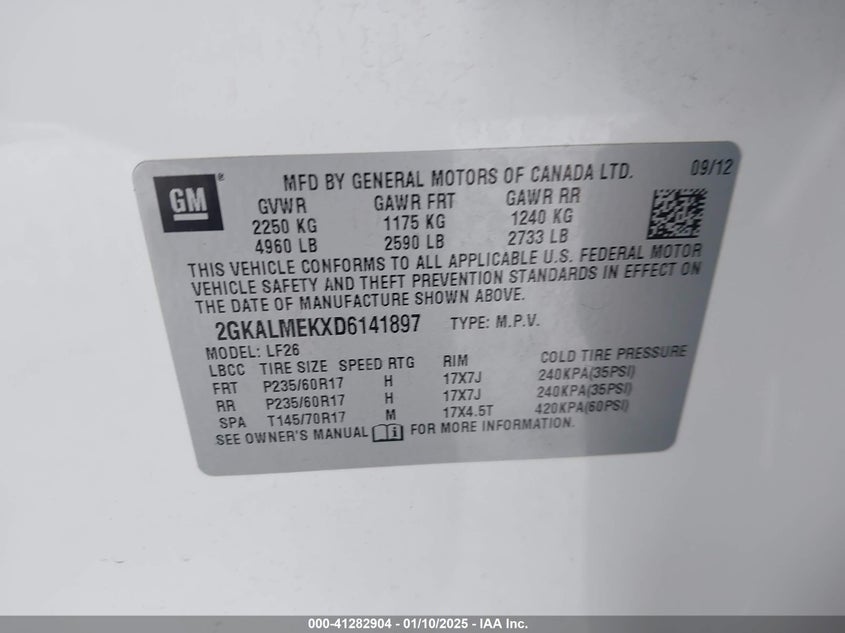 GM ®
MFD BY GENERAL MOTORS OF CANADA LTD. 09/12
GVWR GAWR FRT GAWR RR
2250 KG 1175 KG 1240 KG
4960 LB 2590 LB 2733 LB
THIS VEHICLE CONFORMS TO ALL APPLICABLE U.S. FEDERAL MOTOR
VEHICLE SAFETY AND THEFT PREVENTION STANDARDS IN EFFECT ON
THE DATE OF MANUFACTURE SHOWN ABOVE.
2GKALMEKXD6141897 TYPE: M.P.V.
MODEL: LF26
LBCC TIRE SIZE SPEED RTG RIM COLD TIRE PRESSURE
FRT P235/60R17 H 17X7J 240KPA(35PSI)
RR P235/60R17 H 17X7J 240KPA(35PSI)
SPA T145/70R17 M 17X4.5T 420KPA(60PSI)
SEE OWNER'S MANUAL i FOR MORE INFORMATION.
000-41282904 - 01/10/2025 - IAA Inc.